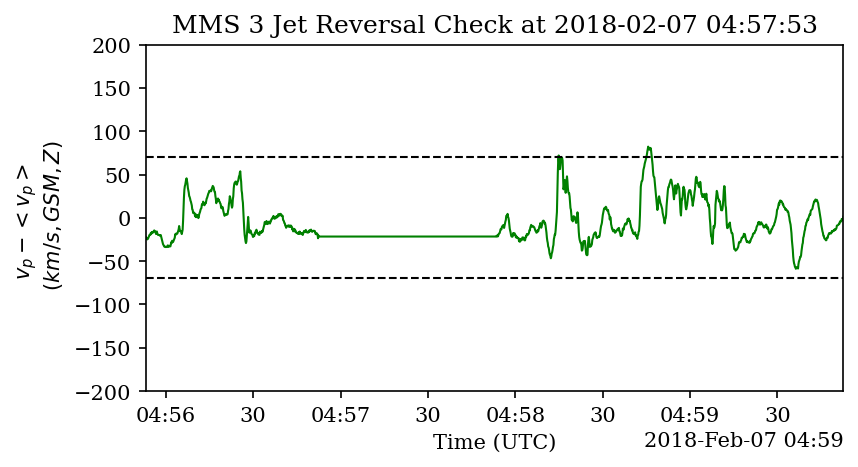 MMS 3 Jet Reversal Check at 2018-02-07 04:57:53
200
150
100
50
0
−50
−100
−150
−200
v_p − < v_p >
(km/s, GSM, Z)
04:56 30 04:57 30 04:58 30 04:59 30
Time (UTC)
2018-Feb-07 04:59